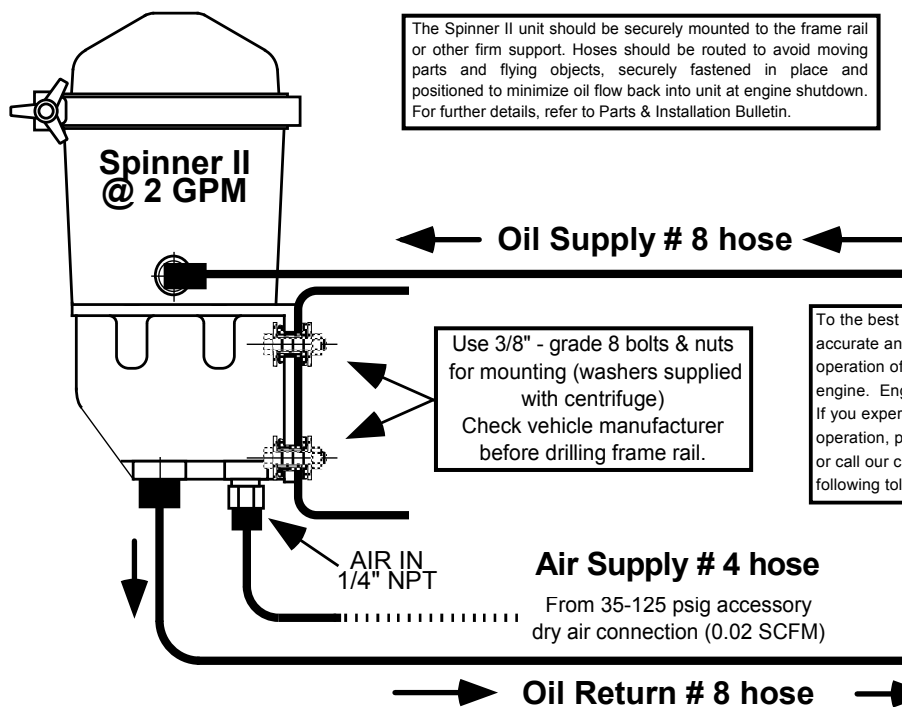 The Spinner II unit should be securely mounted to the frame rail
or other firm support. Hoses should be routed to avoid moving
parts and flying objects, securely fastened in place and
positioned to minimize oil flow back into unit at engine shutdown.
For further details, refer to Parts & Installation Bulletin.
Spinner II
@ 2 GPM
Oil Supply # 8 hose
To the best
accurate an
operation of
engine. Eng
If you exper
operation, p
or call our c
following tol
Use 3/8" - grade 8 bolts & nuts
for mounting (washers supplied
with centrifuge)
Check vehicle manufacturer
before drilling frame rail.
AIR IN
1/4" NPT
Air Supply # 4 hose
From 35-125 psig accessory
dry air connection (0.02 SCFM)
Oil Return # 8 hose